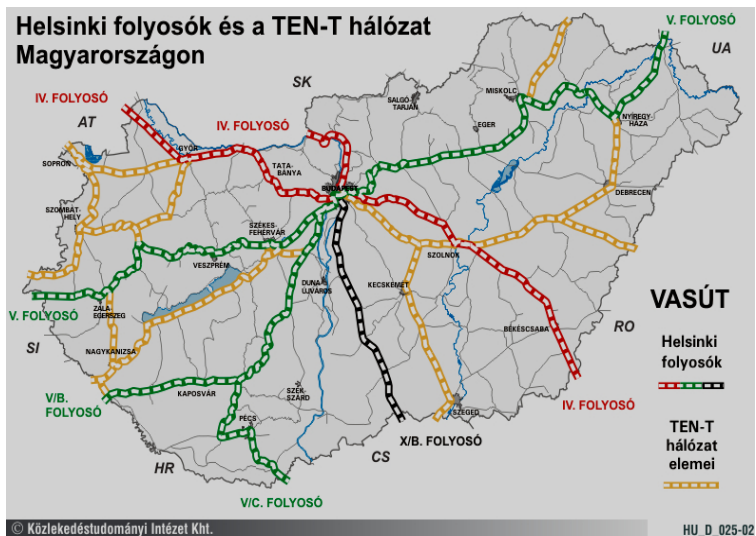 Helsinki folyosók és a TEN-T hálózat
Magyarországon
V. FOLYOSÓ
UA
SK
IV. FOLYOSÓ
AT
IV. FOLYOSÓ
SALGÓ-
TARJÁN
MISKOLC
EGER
NYÍREGY-
HÁZA
GYŐR
SOPRON
TATA-
BÁNYA
BUDAPEST
DEBRECEN
SZOMBAT-
HELY
SZÉKES-
FEHÉRVÁR
VESZPRÉM
SZOLNOK
DUNA-
ÚJVÁROS
KECSKEMÉT
VASÚT
ZALA-
EGERSZEG
V. FOLYOSÓ
RO
BÉKÉSCSABA
Helsinki
folyosók
SI
NAGYKANIZSA
V/B.
FOLYOSÓ
KAPOSVÁR
SZÉK-
SZÁRD
IV. FOLYOSÓ
SZEGED
PÉCS
X/B. FOLYOSÓ
TEN-T
hálózat
elemei
HR
CS
V/C. FOLYOSÓ
© Közlekedéstudományi Intézet Kht.
HU_D_025-02